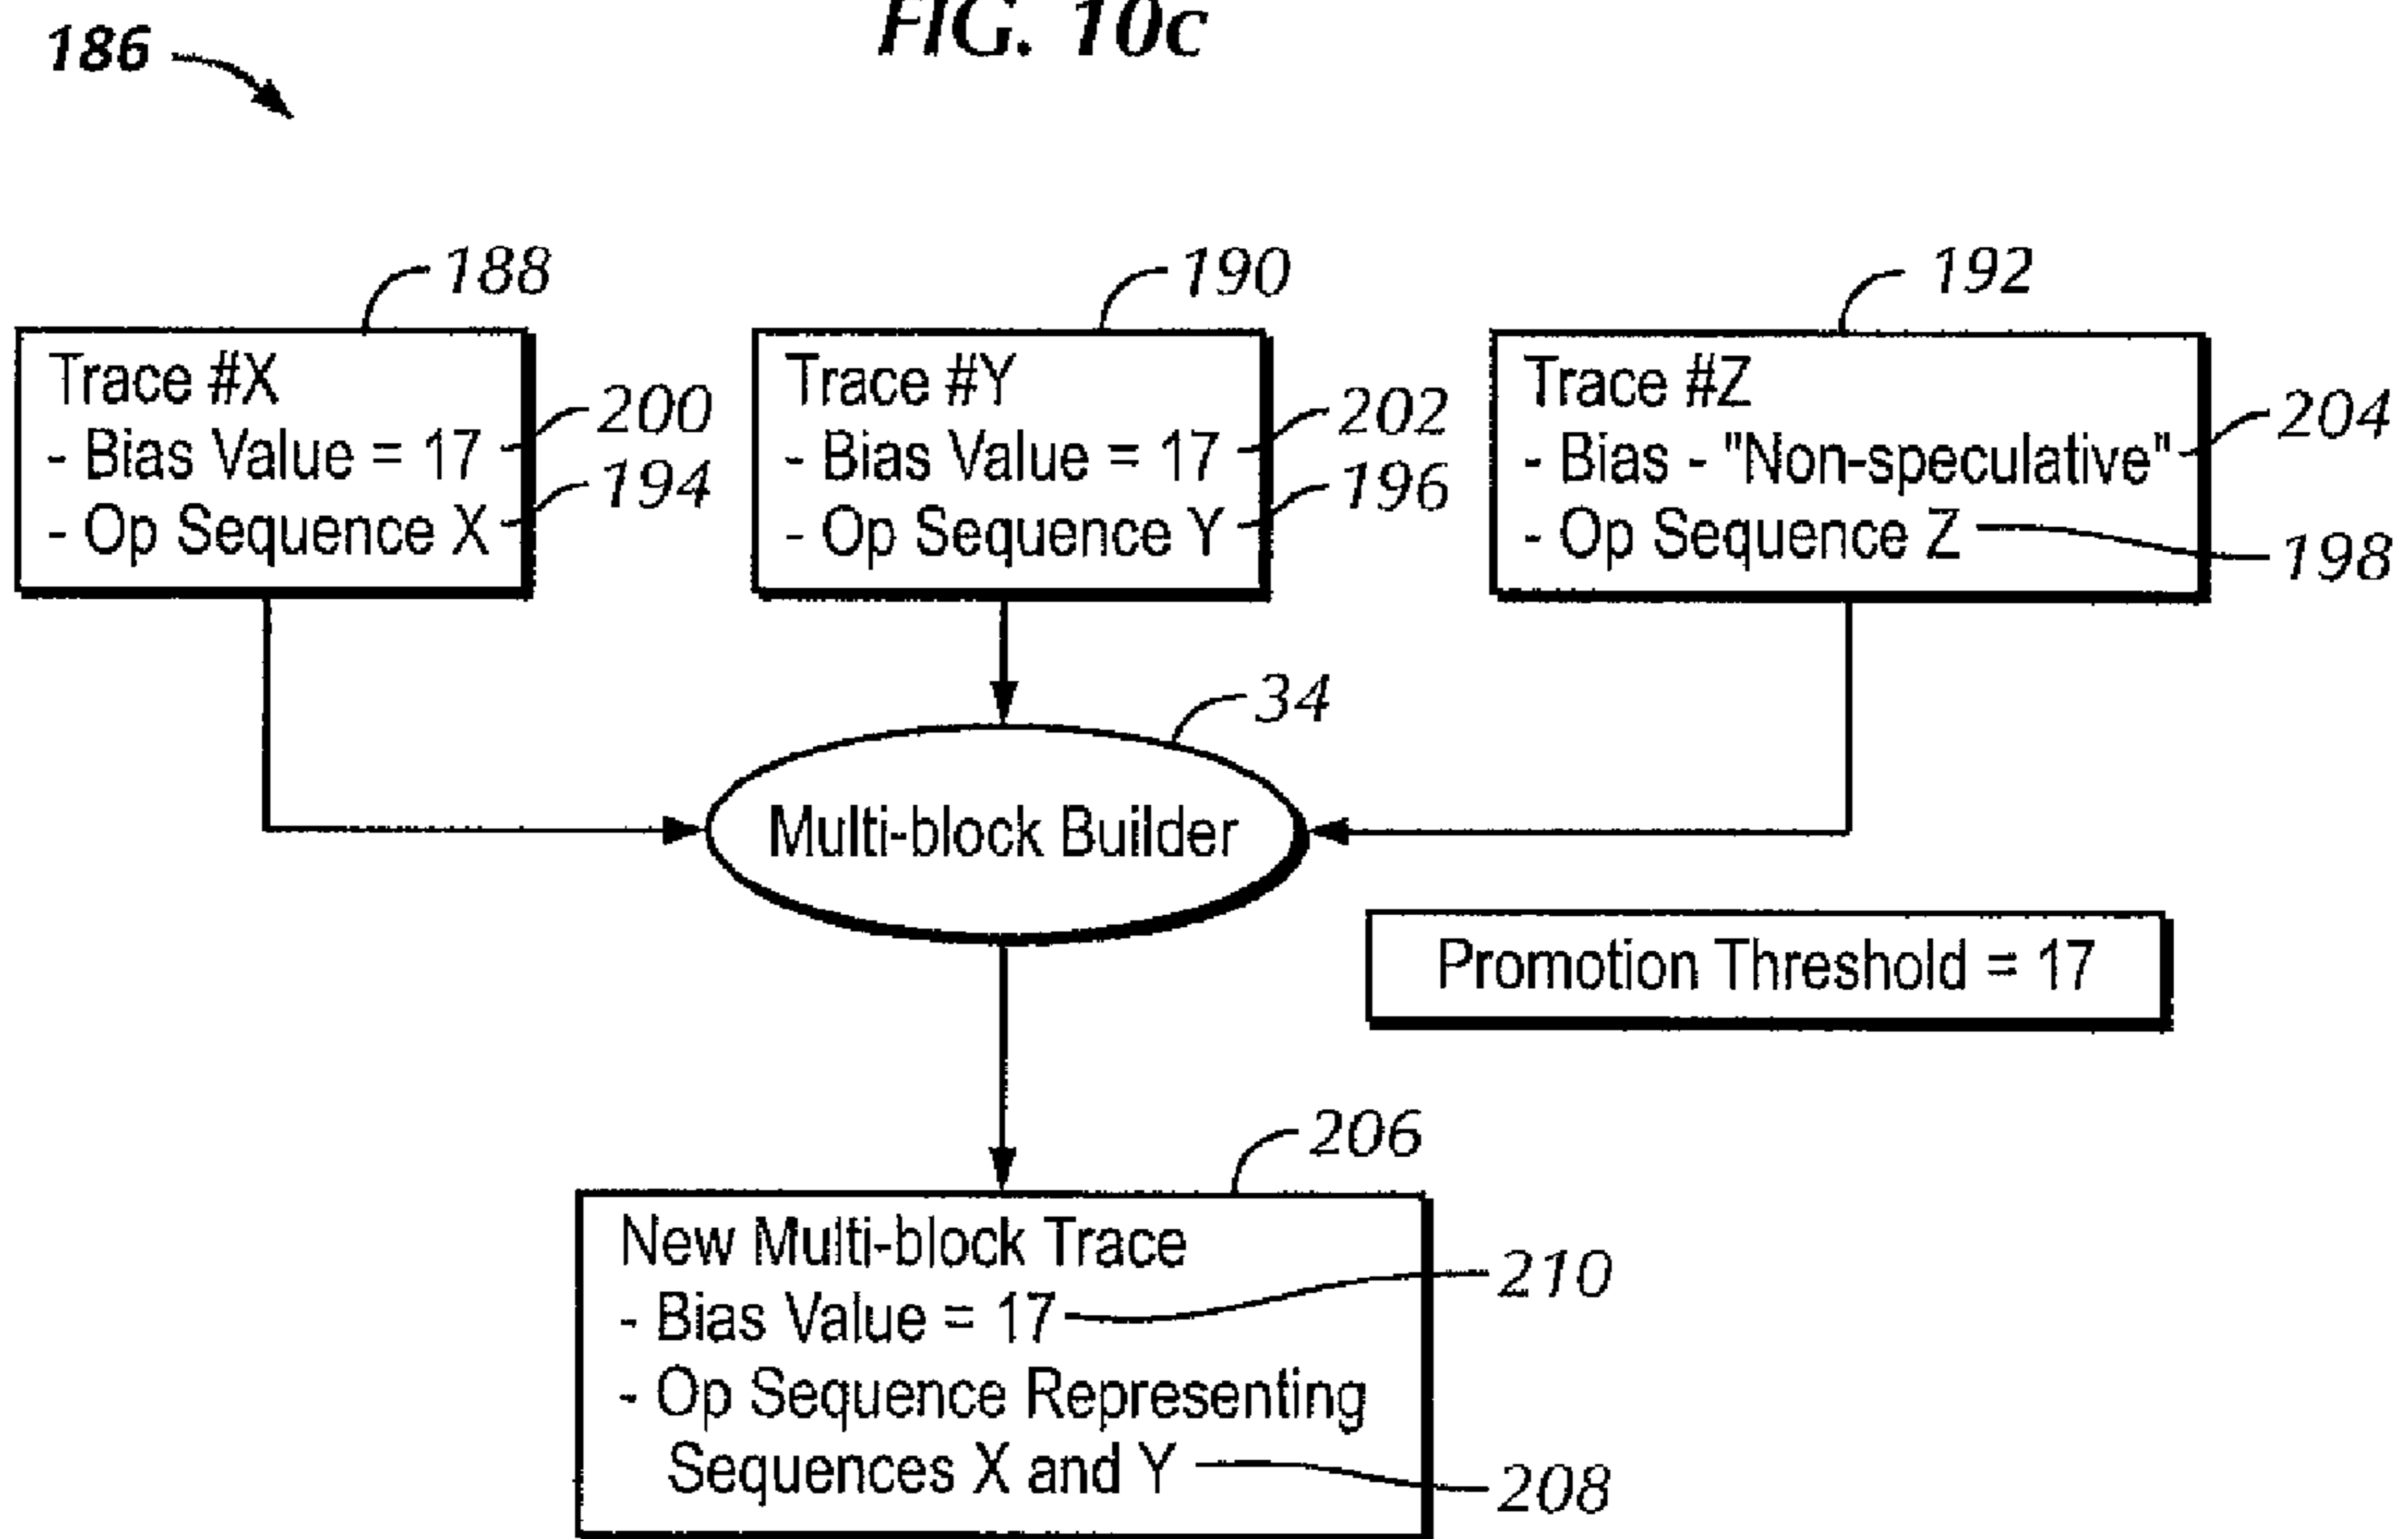 FIG. 10c
186
188
190
192
Trace #X
- Bias Value = 17
- Op Sequence X
200
194
Trace #Y
- Bias Value = 17
- Op Sequence Y
202
196
Trace #Z
- Bias - "Non-speculative"
- Op Sequence Z
204
198
34
Multi-block Builder
Promotion Threshold = 17
206
New Multi-block Trace
- Bias Value = 17
- Op Sequence Representing
Sequences X and Y
210
208